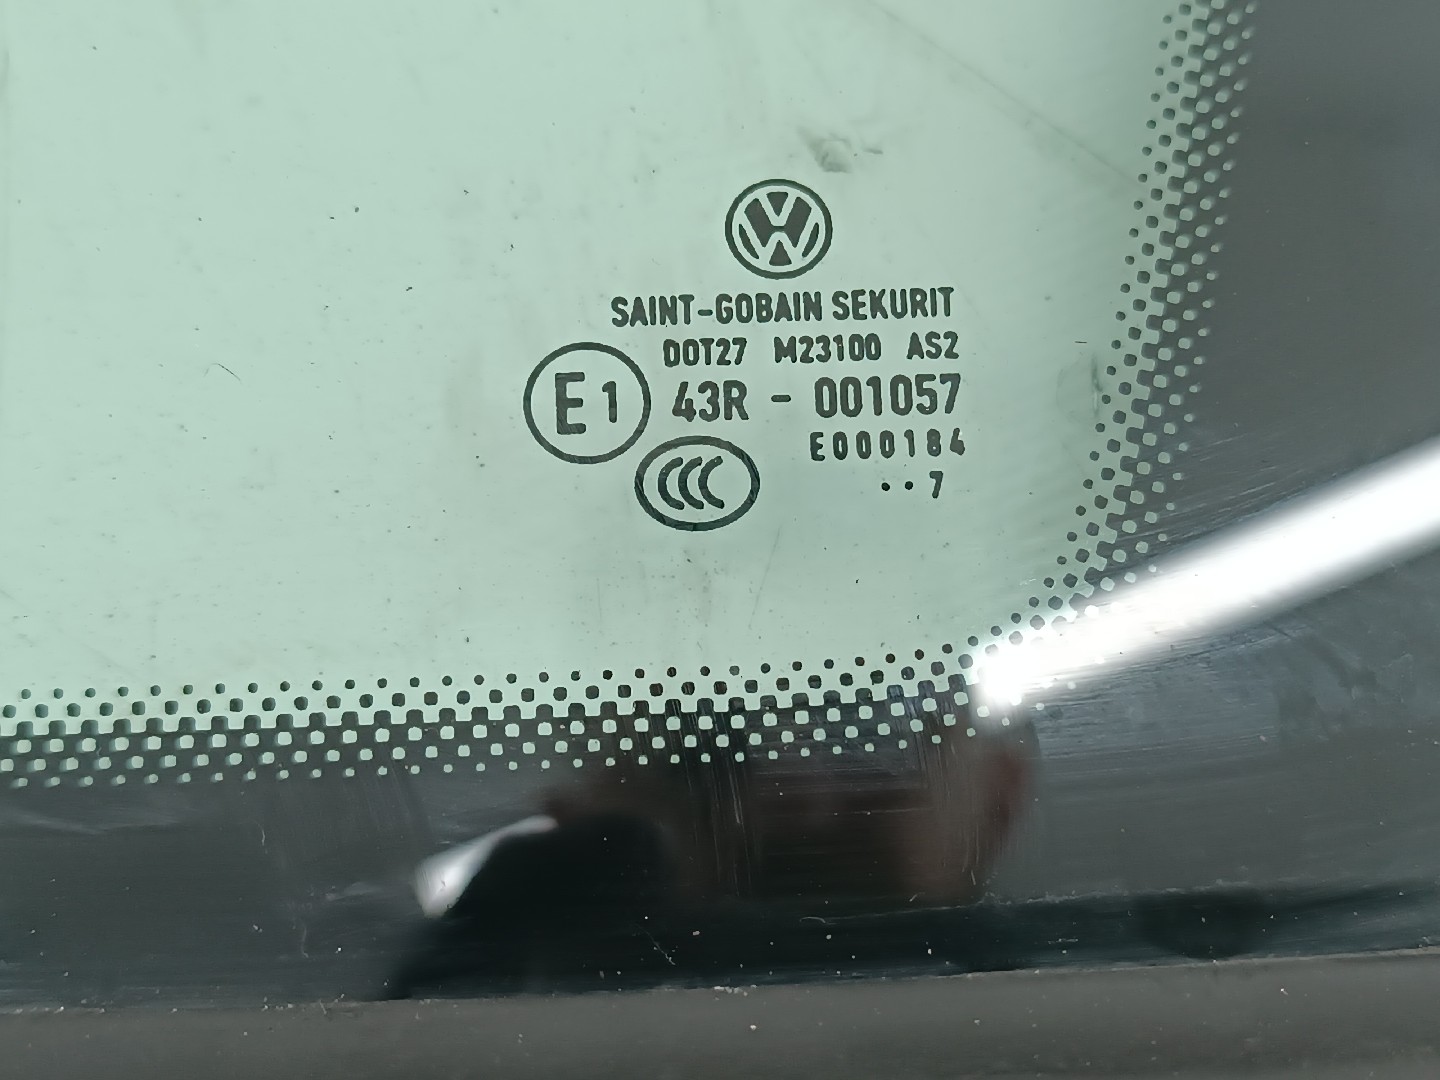 SAINT-GOBAIN SEKURIT
DOT27 M23100 AS2
E1 43R - 001057
E000184
CCC
..7